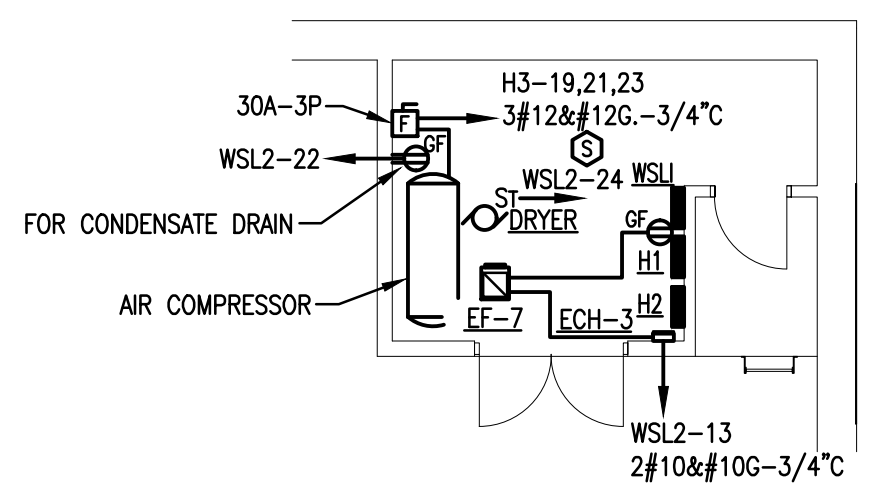 H3-19,21,23
3#12&#12G.-3/4"C
30A-3P
F
GF
S
WSL2-22
WSL2-24
WSL1
ST
DRYER
GF
FOR CONDENSATE DRAIN
H1
AIR COMPRESSOR
H2
EF-7
ECH-3
WSL2-13
2#10&#10G-3/4"C